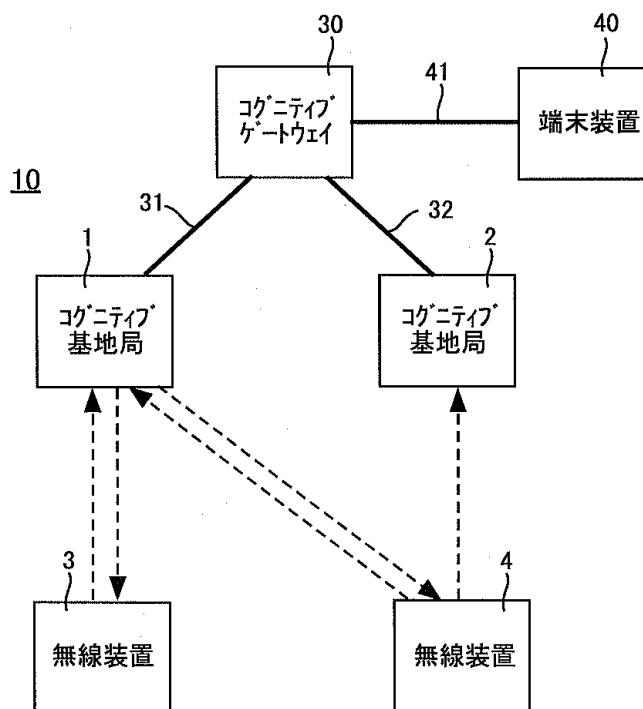 30
40
コグニティブ
ゲートウェイ
41
端末装置
10
31
32
1
2
コグニティブ
基地局
コグニティブ
基地局
3
4
無線装置
無線装置